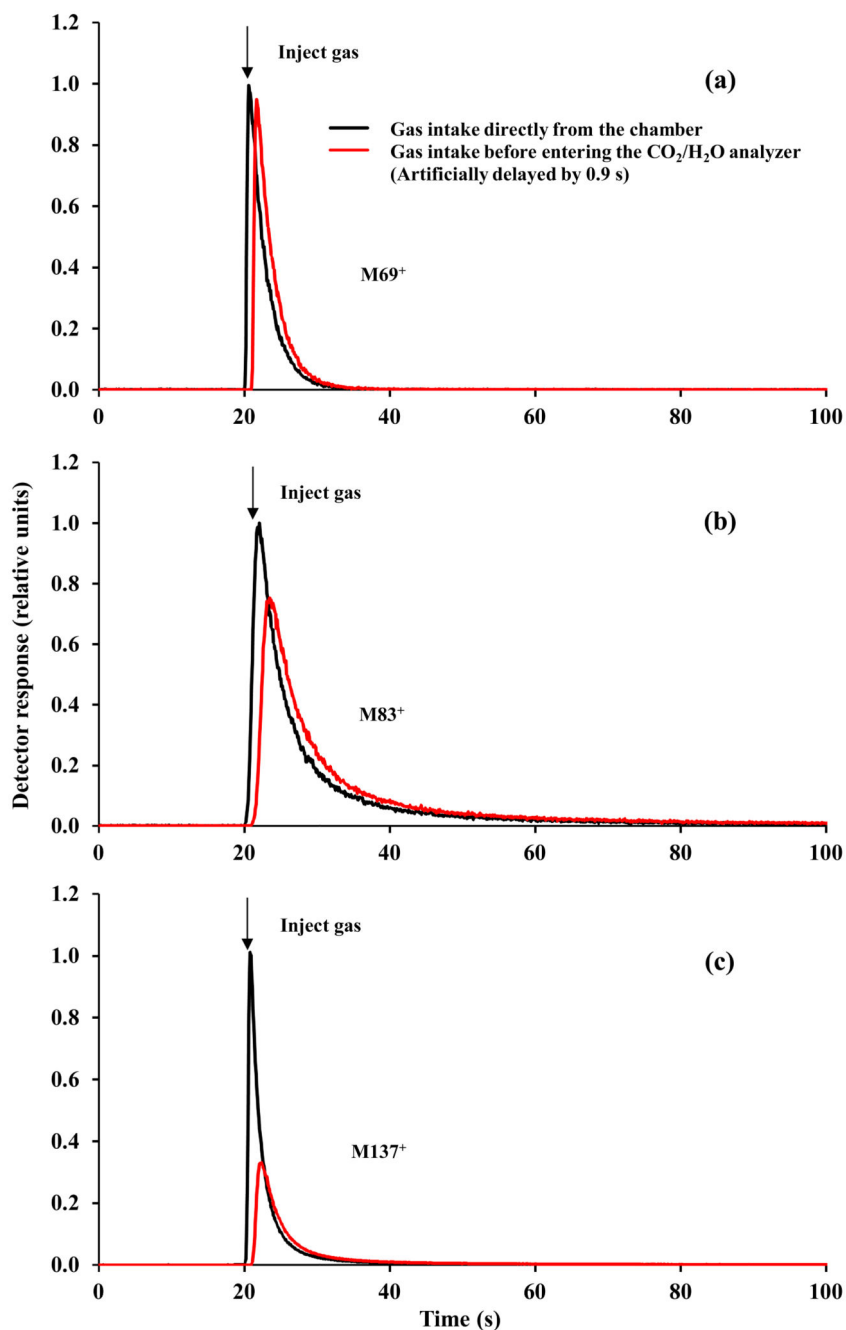 1.2
Inject gas
(a)
1.0
Gas intake directly from the chamber
Gas intake before entering the CO₂/H₂O analyzer
(Artificially delayed by 0.9 s)
0.8
0.6
M69⁺
0.4
0.2
0.0
0 20 40 60 80 100
1.2
Inject gas
(b)
1.0
0.8
0.6
M83⁺
0.4
0.2
0.0
0 20 40 60 80 100
Detector response (relative units)
1.2
Inject gas
(c)
1.0
0.8
0.6
M137⁺
0.4
0.2
0.0
0 20 40 60 80 100
Time (s)